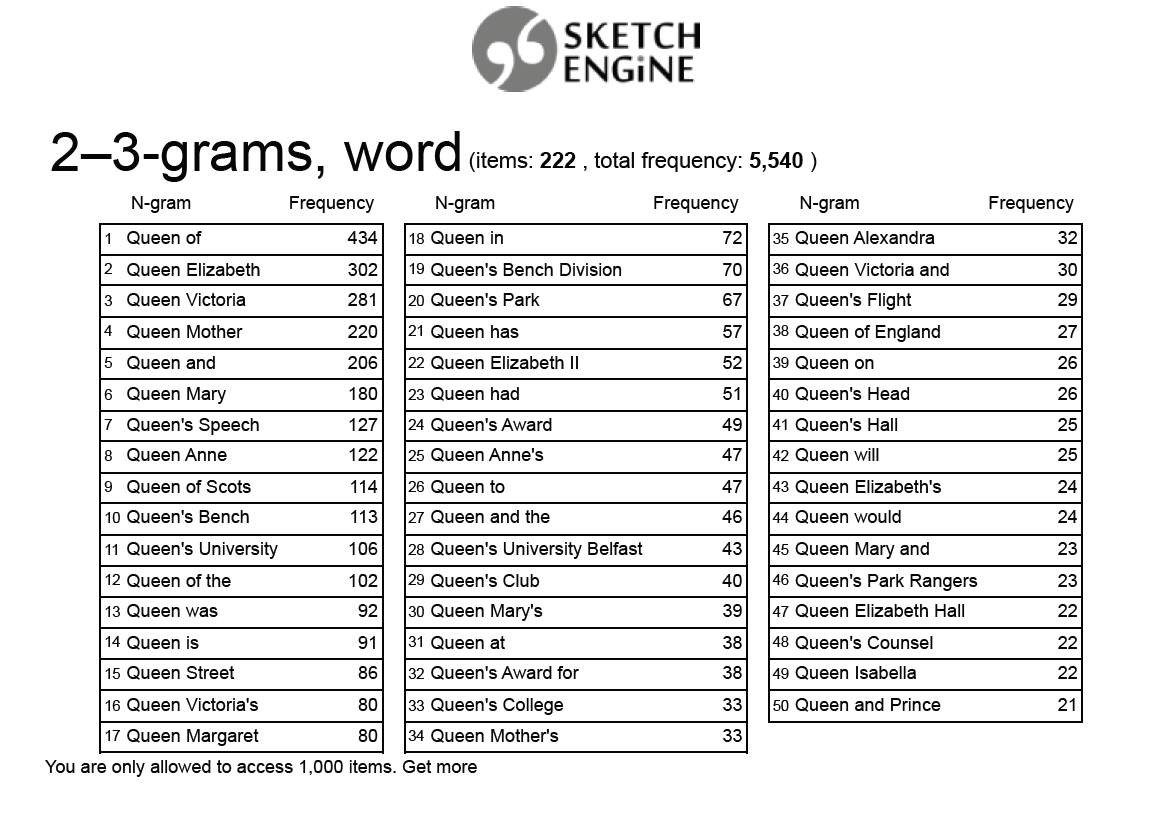 SKETCH
ENGiNE
2–3-grams, word (items: 222 , total frequency: 5,540 )
N-gram Frequency
1 Queen of 434
2 Queen Elizabeth 302
3 Queen Victoria 281
4 Queen Mother 220
5 Queen and 206
6 Queen Mary 180
7 Queen's Speech 127
8 Queen Anne 122
9 Queen of Scots 114
10 Queen's Bench 113
11 Queen's University 106
12 Queen of the 102
13 Queen was 92
14 Queen is 91
15 Queen Street 86
16 Queen Victoria's 80
17 Queen Margaret 80
N-gram Frequency
18 Queen in 72
19 Queen's Bench Division 70
20 Queen's Park 67
21 Queen has 57
22 Queen Elizabeth II 52
23 Queen had 51
24 Queen's Award 49
25 Queen Anne's 47
26 Queen to 47
27 Queen and the 46
28 Queen's University Belfast 43
29 Queen's Club 40
30 Queen Mary's 39
31 Queen at 38
32 Queen's Award for 38
33 Queen's College 33
34 Queen Mother's 33
N-gram Frequency
35 Queen Alexandra 32
36 Queen Victoria and 30
37 Queen's Flight 29
38 Queen of England 27
39 Queen on 26
40 Queen's Head 26
41 Queen's Hall 25
42 Queen will 25
43 Queen Elizabeth's 24
44 Queen would 24
45 Queen Mary and 23
46 Queen's Park Rangers 23
47 Queen Elizabeth Hall 22
48 Queen's Counsel 22
49 Queen Isabella 22
50 Queen and Prince 21
You are only allowed to access 1,000 items. Get more